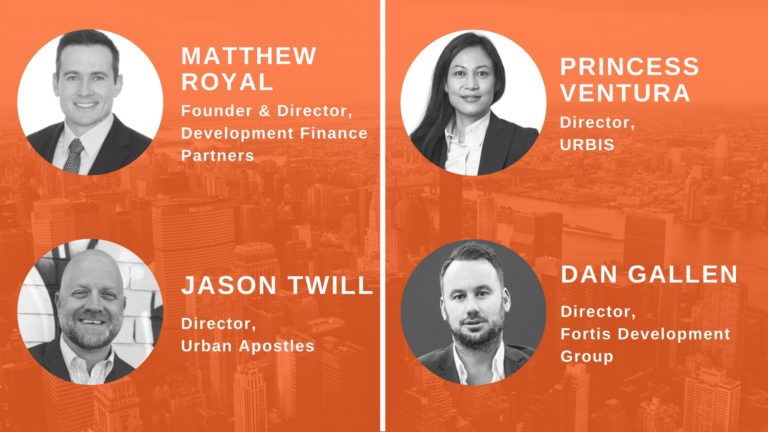 MATTHEW
ROYAL
Founder & Director,
Development Finance
Partners
JASON TWILL
Director,
Urban Apostles
PRINCESS
VENTURA
Director,
URBIS
DAN GALLEN
Director,
Fortis Development
Group
MetLife